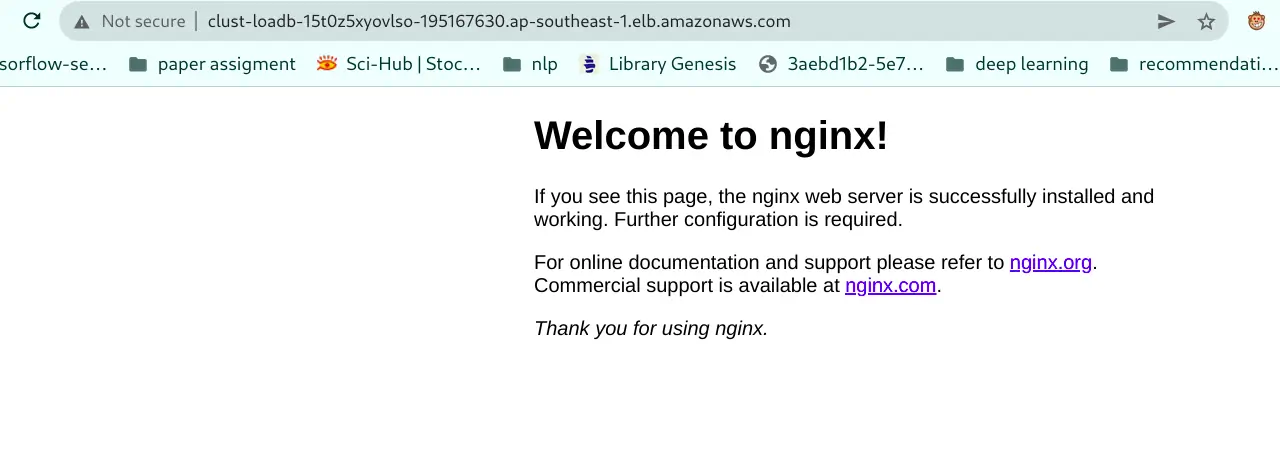 Not secure | clust-loadb-15t0z5xyovlso-195167630.ap-southeast-1.elb.amazonaws.com
sorflow-se... paper assigment Sci-Hub | Stoc... nlp Library Genesis 3aebd1b2-5e7... deep learning recommendati...
Welcome to nginx!
If you see this page, the nginx web server is successfully installed and
working. Further configuration is required.
For online documentation and support please refer to nginx.org.
Commercial support is available at nginx.com.
Thank you for using nginx.